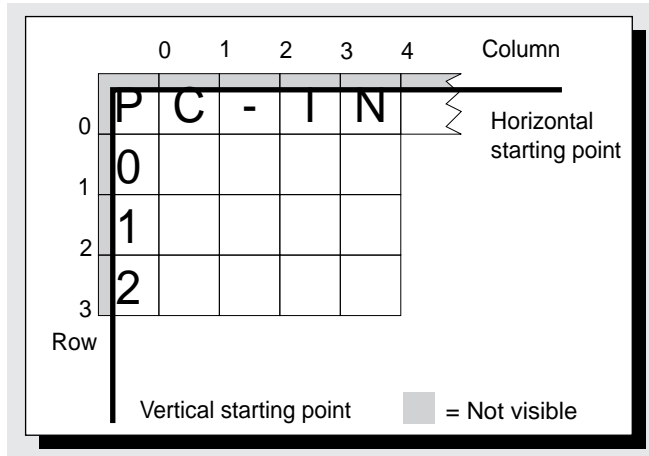 0 1 2 3 4 Column
P C - I N
0
Horizontal
starting point
0
1
1
2
2
3
Row
Vertical starting point
= Not visible